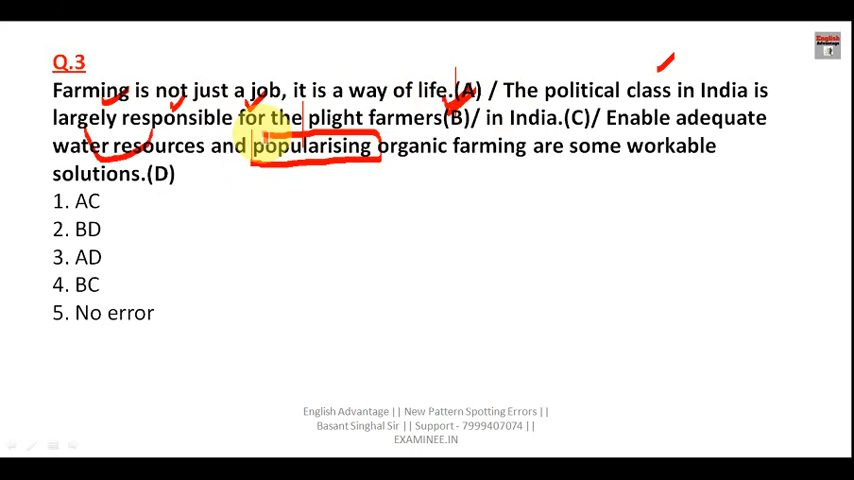 English
Advantage
Q.3
Farming is not just a job, it is a way of life.(A) / The political class in India is
largely responsible for the plight farmers(B)/ in India.(C)/ Enable adequate
water resources and popularising organic farming are some workable
solutions.(D)
1. AC
2. BD
3. AD
4. BC
5. No error
English Advantage || New Pattern Spotting Errors ||
Basant Singhal Sir || Support - 7999407074 ||
EXAMINEE.IN